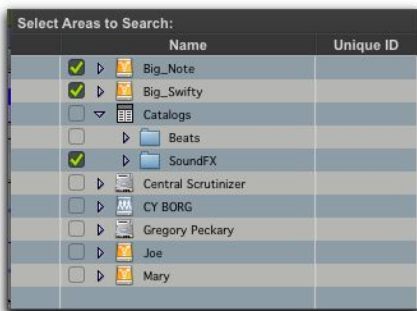 Select Areas to Search:
Name Unique ID
Big_Note
Big_Swifty
Catalogs
Beats
SoundFX
Central Scrutinizer
CY BORG
Gregory Peckary
Joe
Mary